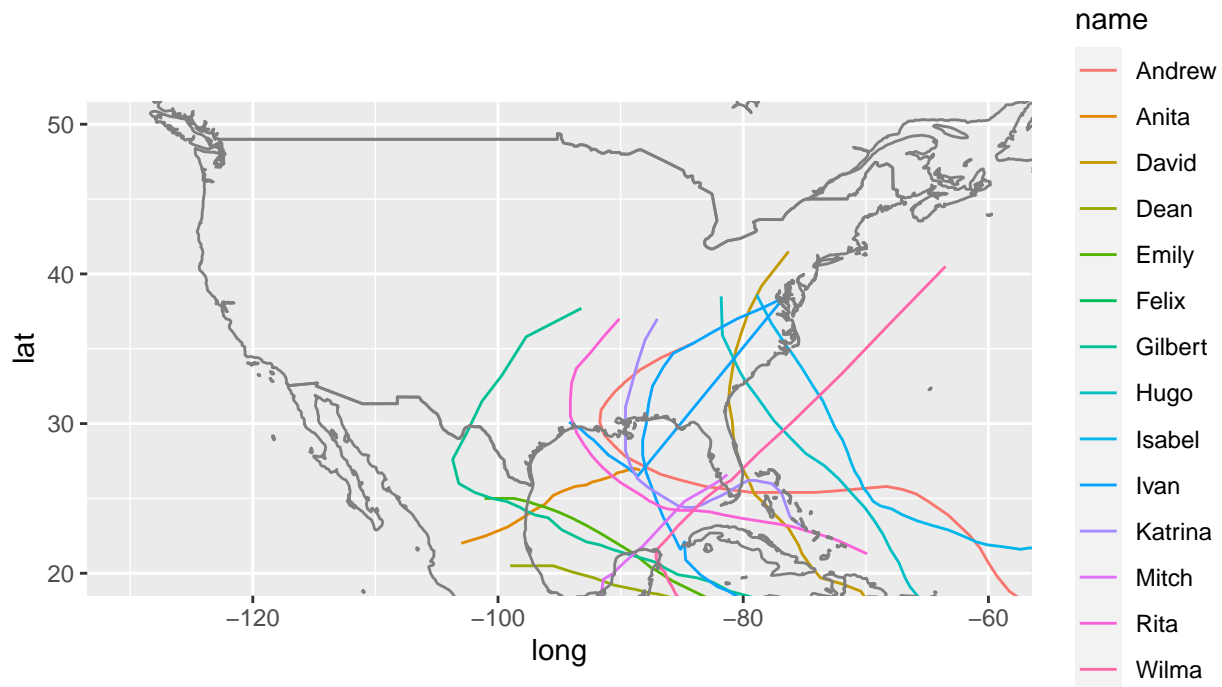 name
Andrew
Anita
David
Dean
Emily
Felix
Gilbert
Hugo
Isabel
Ivan
Katrina
Mitch
Rita
Wilma
50
40
30
20
lat
−120
−100
−80
−60
long